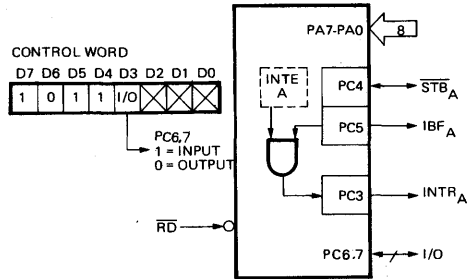 CONTROL WORD
D7 D6 D5 D4 D3 D2 D1 D0
1 0 1 1 I/O
PC6,7
1 = INPUT
0 = OUTPUT
RD
INTE
A
PA7-PA0
8
PC4
STBA
PC5
IBFA
PC3
INTRA
PC6,7
I/O